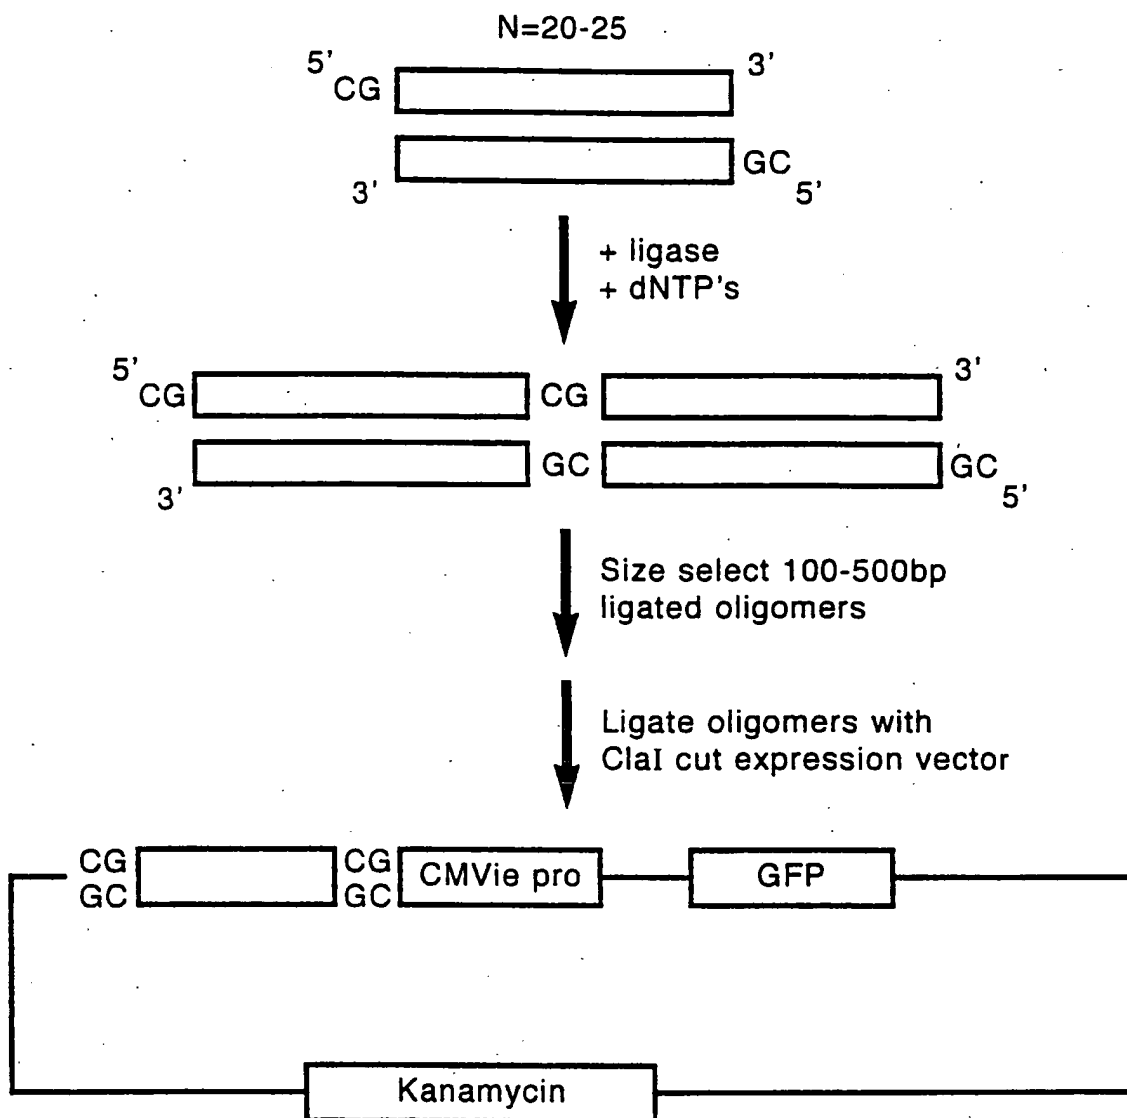 N=20-25
5' 3'
CG
GC
3' 5'
+ ligase
+ dNTP's
5' 3'
CG CG
GC GC
3' 5'
Size select 100-500bp
ligated oligomers
Ligate oligomers with
ClaI cut expression vector
CG CG CMVie pro GFP
GC GC
Kanamycin